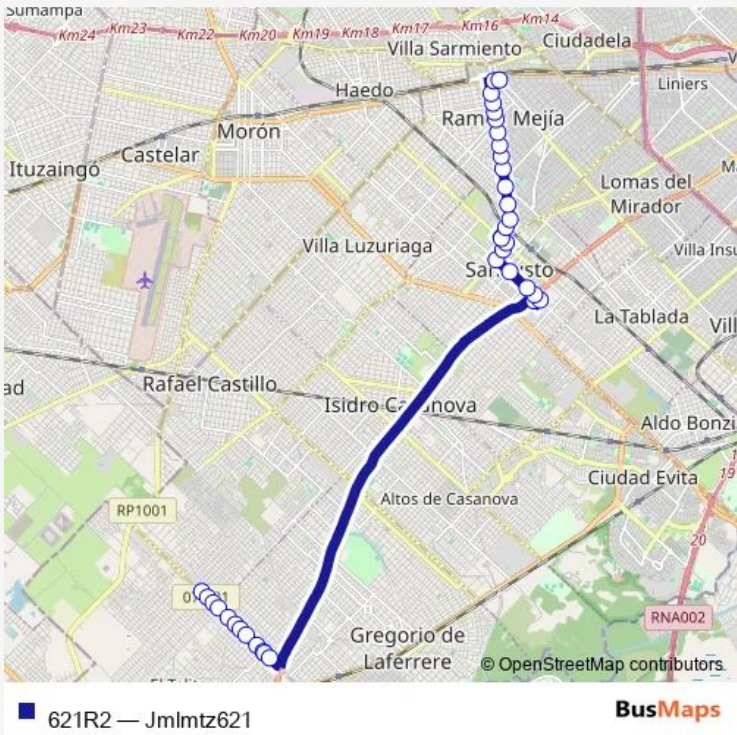 Sumampa
Km24
Km23
Km22
Km20
Km19
Km18
Km17
Km16
Km14
Villa Sarmiento
Ciudadela
Haedo
Liniers
Morón
Mejía
Castelar
Ituzaingó
Lomas del
Mirador
Villa Luzuriaga
La Tablada
Rafael Castillo
Aldo Bonzi
Ciudad Evita
RP1001
Altos de Casanova
20
RNA002
Gregorio de
Laferrere
© OpenStreetMap contributors
621R2 — Jmlmtz621
BusMaps